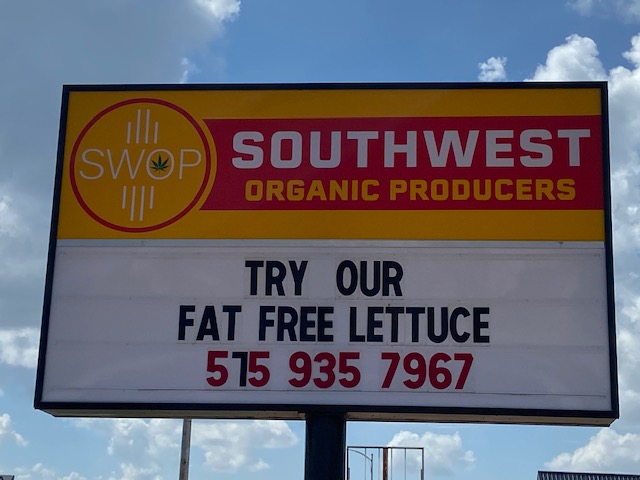 SWOP
SOUTHWEST
ORGANIC PRODUCERS
TRY OUR
FAT FREE LETTUCE
575 935 7967